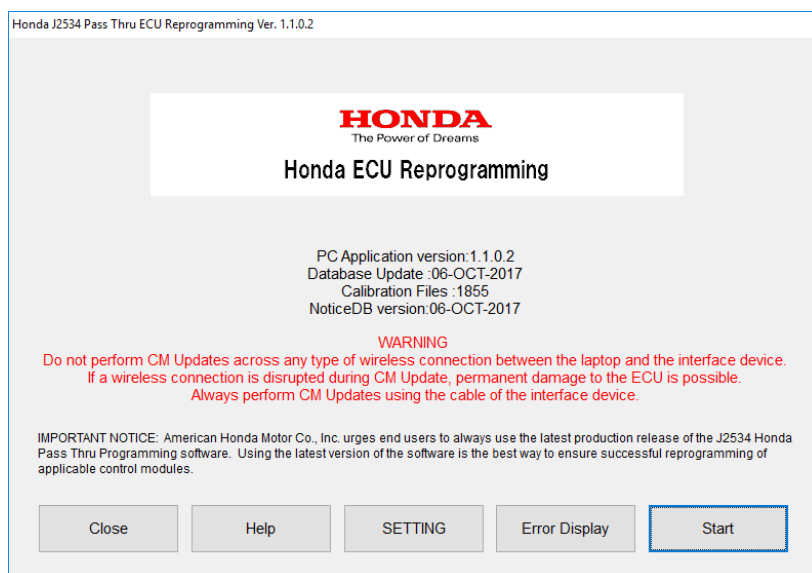 Honda J2534 Pass Thru ECU Reprogramming Ver. 1.1.0.2
HONDA
The Power of Dreams
Honda ECU Reprogramming
PC Application version:1.1.0.2
Database Update :06-OCT-2017
Calibration Files :1855
NoticeDB version:06-OCT-2017
WARNING
Do not perform CM Updates across any type of wireless connection between the laptop and the interface device.
If a wireless connection is disrupted during CM Update, permanent damage to the ECU is possible.
Always perform CM Updates using the cable of the interface device.
IMPORTANT NOTICE: American Honda Motor Co., Inc. urges end users to always use the latest production release of the J2534 Honda
Pass Thru Programming software. Using the latest version of the software is the best way to ensure successful reprogramming of
applicable control modules.
Close
Help
SETTING
Error Display
Start